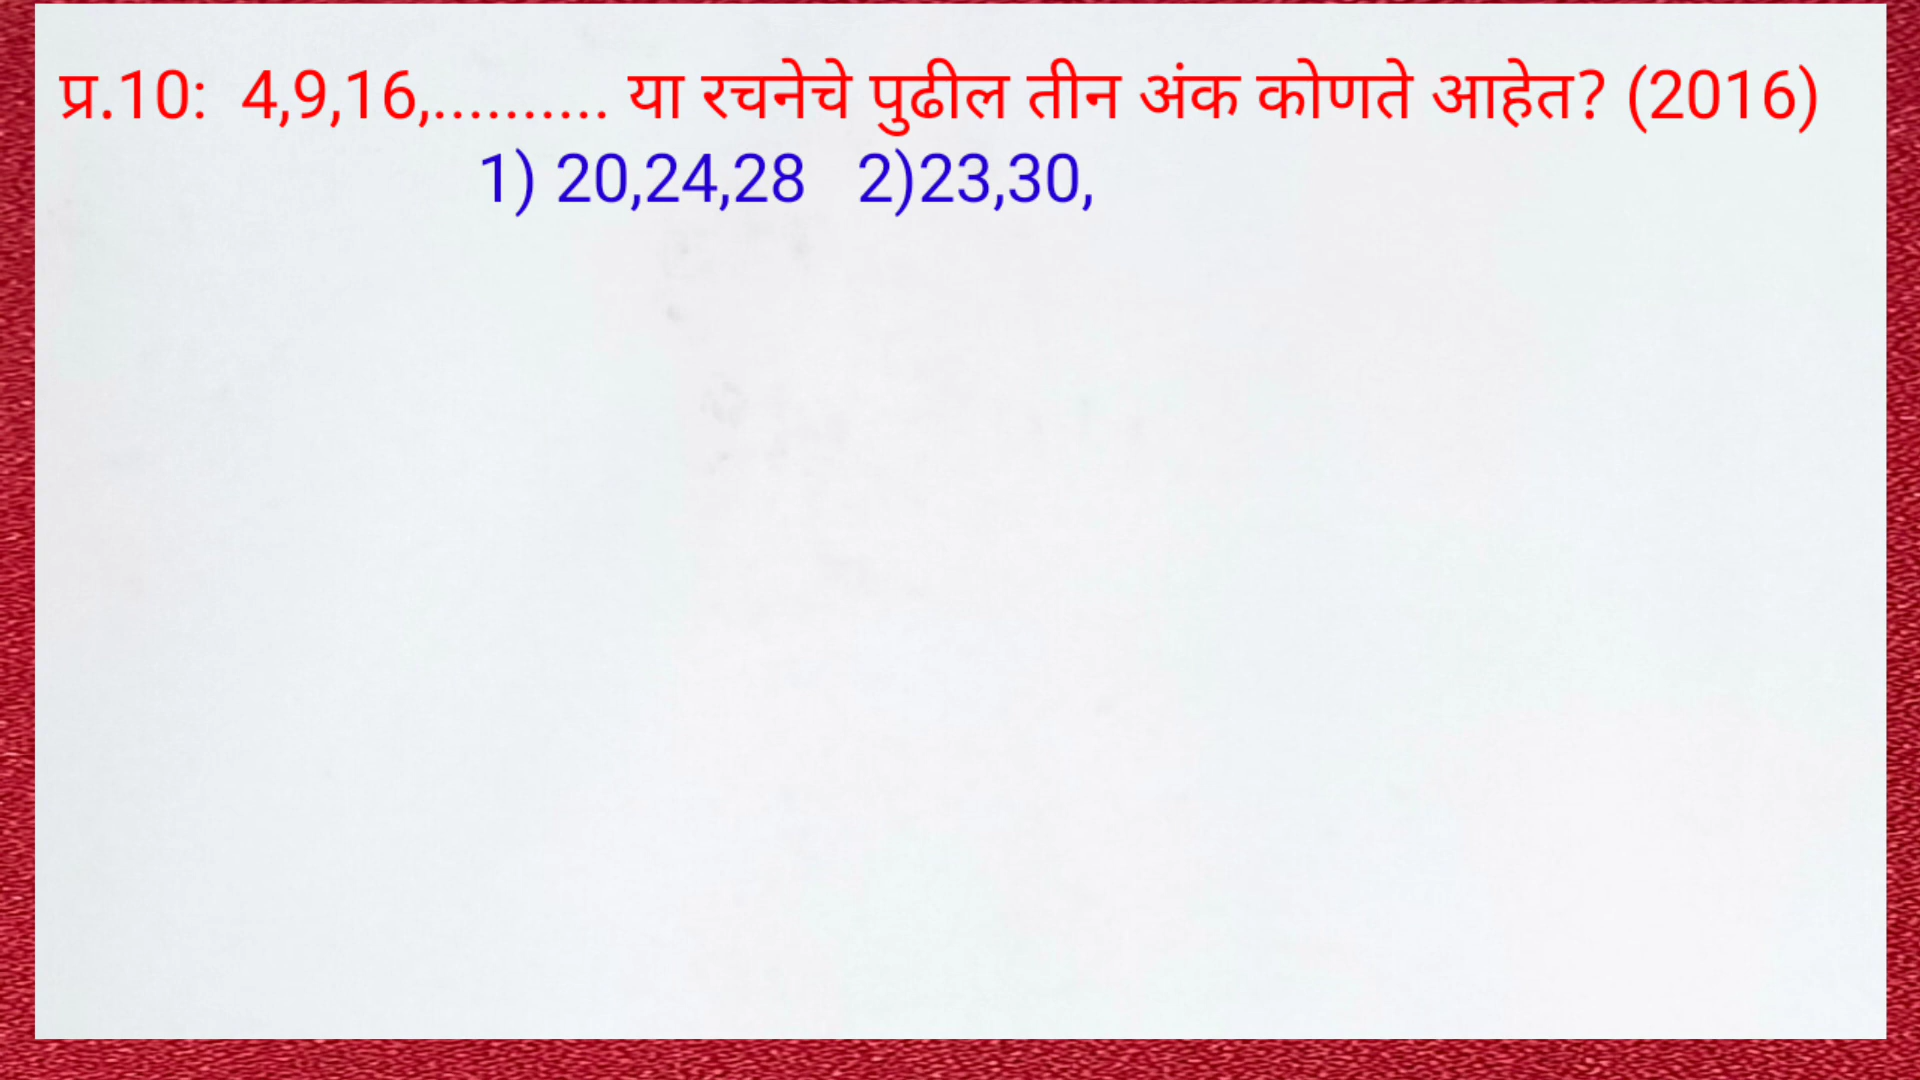 प्र.10: 4,9,16,.......... या रचनेचे पुढील तीन अंक कोणते आहेत? (2016)
1) 20,24,28 2)23,30,